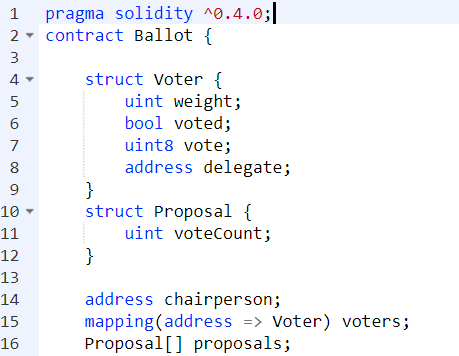 1 pragma solidity ^0.4.0;
2 contract Ballot {
3
4 struct Voter {
5 uint weight;
6 bool voted;
7 uint8 vote;
8 address delegate;
9 }
10 struct Proposal {
11 uint voteCount;
12 }
13
14 address chairperson;
15 mapping(address => Voter) voters;
16 Proposal[] proposals;